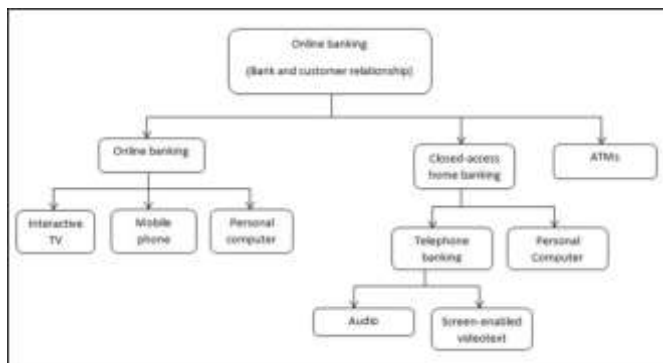 Online banking
(Bank and customer relationship)
Online banking
Closed-access
home banking
ATMs
Interactive
TV
Mobile
phone
Personal
computer
Telephone
banking
Personal
Computer
Audio
Screen-enabled
videotext